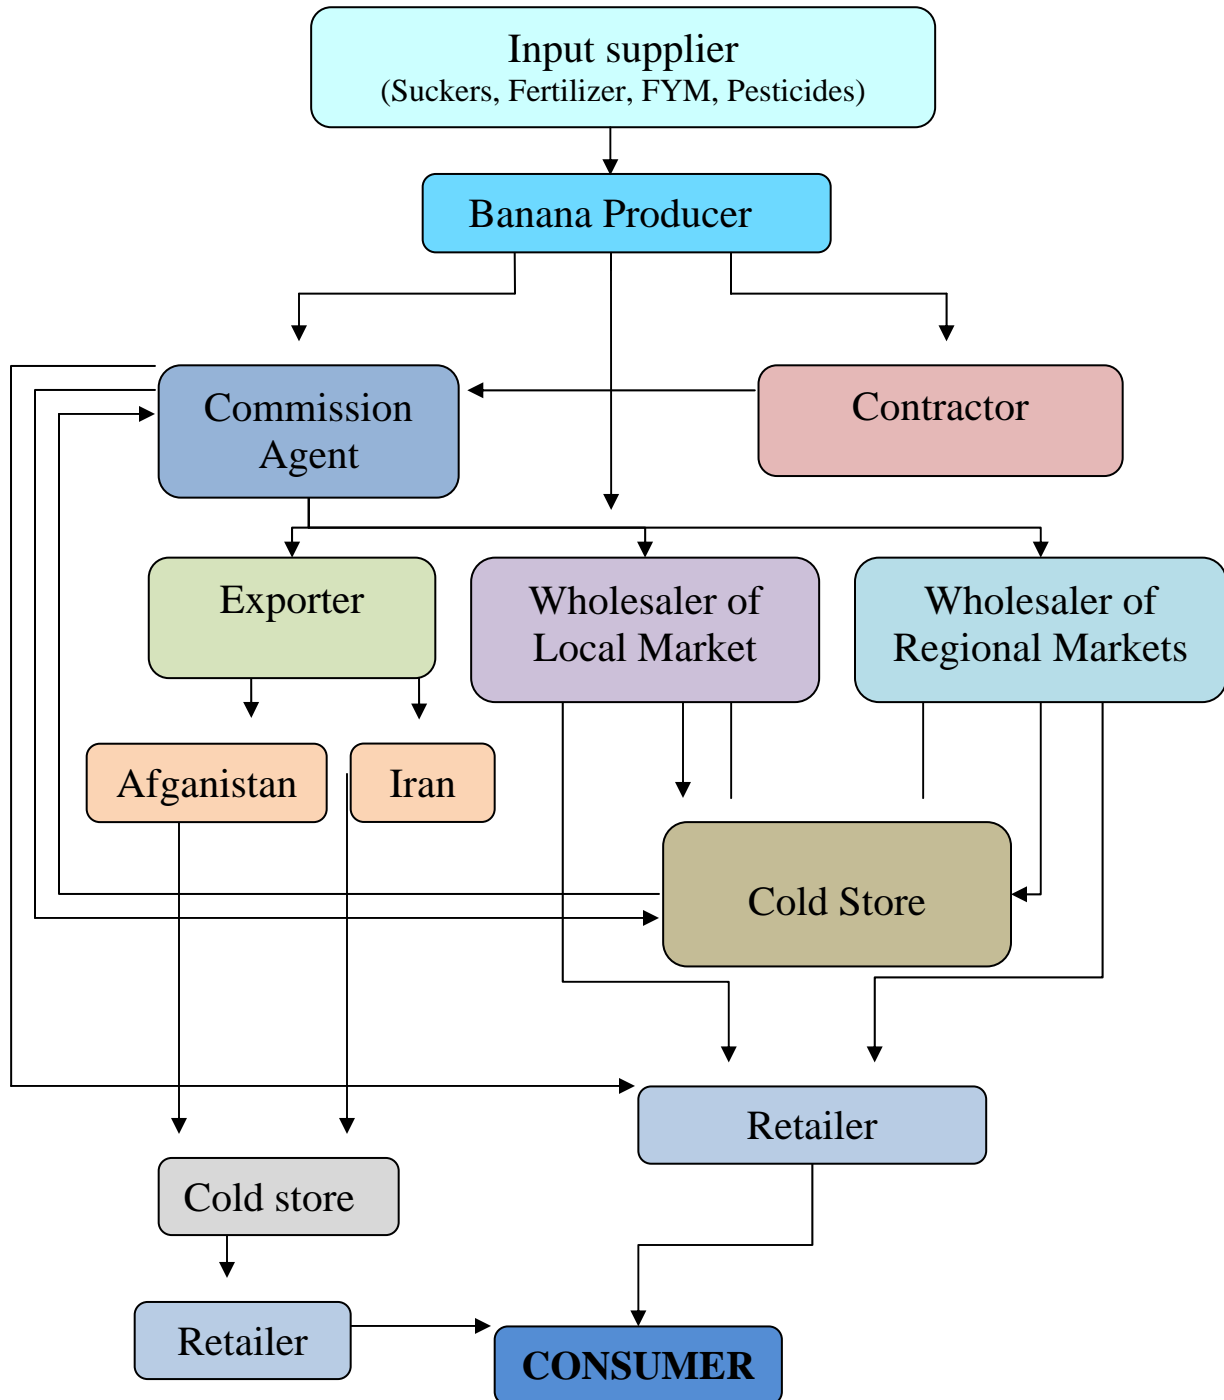 Input supplier
(Suckers, Fertilizer, FYM, Pesticides)
Banana Producer
Commission
Agent
Contractor
Exporter
Wholesaler of
Local Market
Wholesaler of
Regional Markets
Afganistan
Iran
Cold Store
Retailer
Cold store
Retailer
CONSUMER